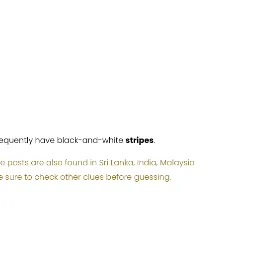 equently have black-and-white stripes.
e posts are also found in Sri Lanka, India, Malaysia
e sure to check other clues before guessing.